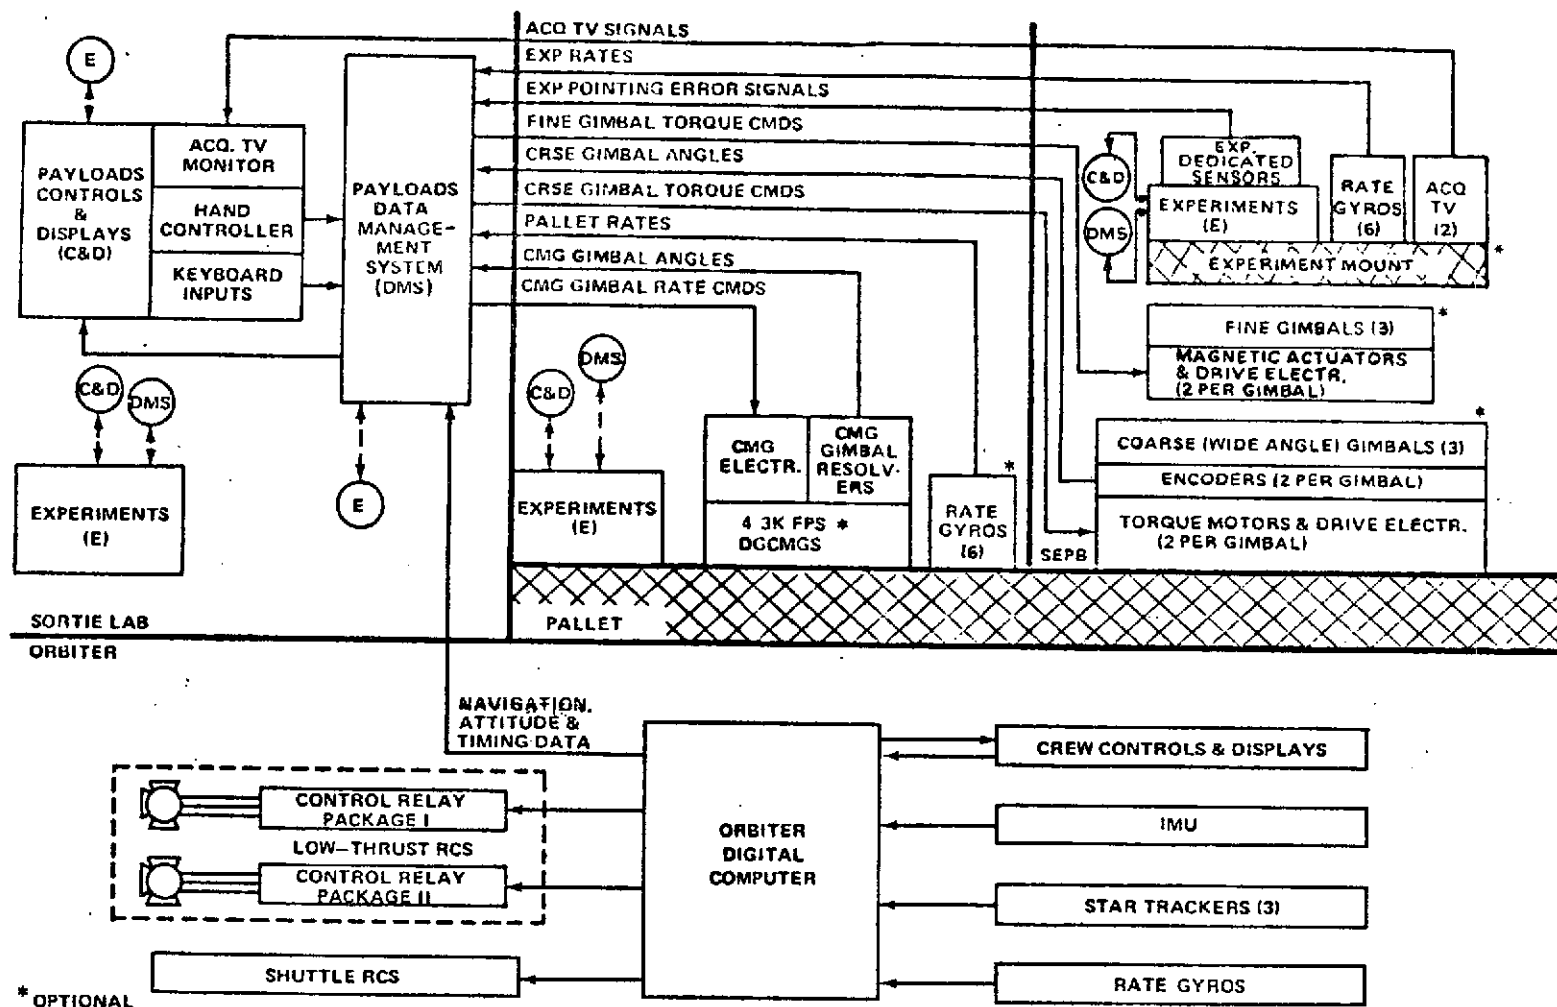 ACQ TV SIGNALS
EXP RATES
EXP POINTING ERROR SIGNALS
FINE GIMBAL TORQUE CMDS
CRSE GIMBAL ANGLES
CRSE GIMBAL TORQUE CMDS
PALLET RATES
CMG GIMBAL ANGLES
CMG GIMBAL RATE CMDS
E
PAYLOADS
CONTROLS
&
DISPLAYS
(C&D)
ACQ. TV
MONITOR
HAND
CONTROLLER
KEYBOARD
INPUTS
PAYLOADS
DATA
MANAGE-
MENT
SYSTEM
(DMS)
C&D
DMS
EXPERIMENTS
(E)
E
C&D
DMS
EXPERIMENTS
(E)
CMG
ELECTR.
CMG
GIMBAL
RESOLV-
ERS
4 3K FPS *
DGCMGS
*
RATE
GYROS
(6)
C&D
DMS
EXP.
DEDICATED
SENSORS
EXPERIMENTS
(E)
RATE
GYROS
(6)
ACQ
TV
(2)
EXPERIMENT MOUNT
*
FINE GIMBALS (3)
*
MAGNETIC ACTUATORS
& DRIVE ELECTR.
(2 PER GIMBAL)
*
COARSE (WIDE ANGLE) GIMBALS (3)
ENCODERS (2 PER GIMBAL)
TORQUE MOTORS & DRIVE ELECTR.
(2 PER GIMBAL)
SEPB
PALLET
SORTIE LAB
ORBITER
NAVIGATION,
ATTITUDE &
TIMING DATA
CONTROL RELAY
PACKAGE I
LOW-THRUST RCS
CONTROL RELAY
PACKAGE II
SHUTTLE RCS
ORBITER
DIGITAL
COMPUTER
CREW CONTROLS & DISPLAYS
IMU
STAR TRACKERS (3)
RATE GYROS
* OPTIONAL